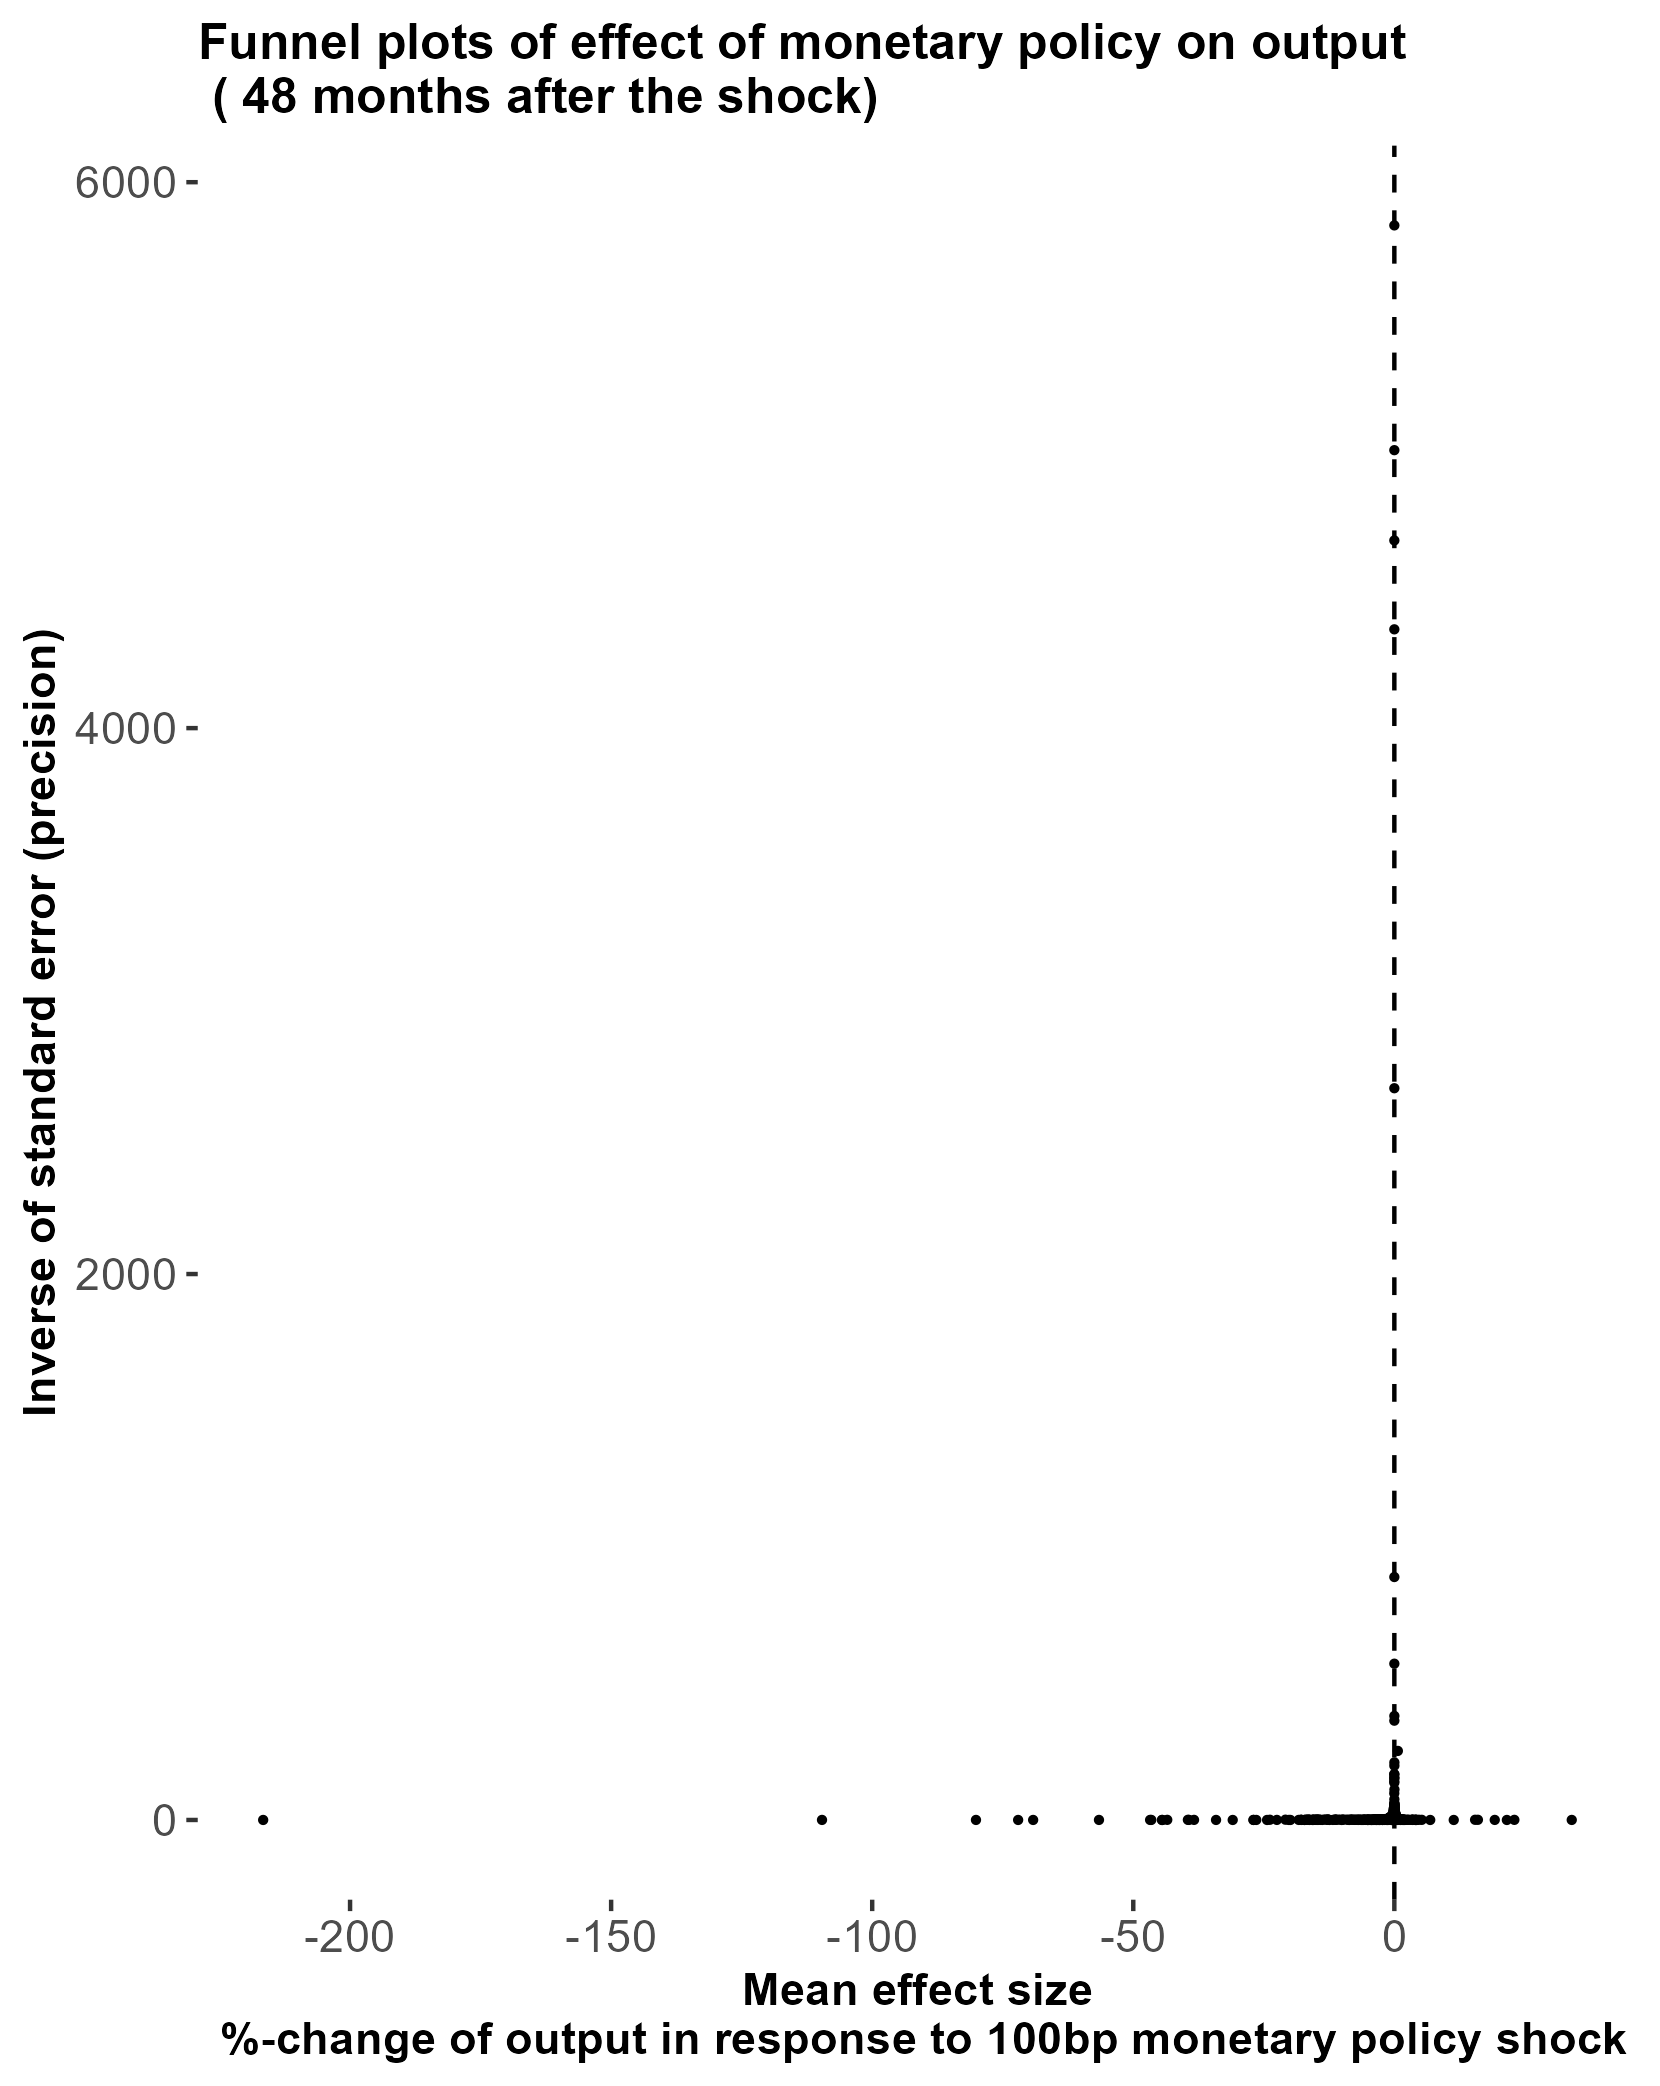 Funnel plots of effect of monetary policy on output
( 48 months after the shock)
6000
4000
2000
0
Inverse of standard error (precision)
-200 -150 -100 -50 0
Mean effect size
%-change of output in response to 100bp monetary policy shock